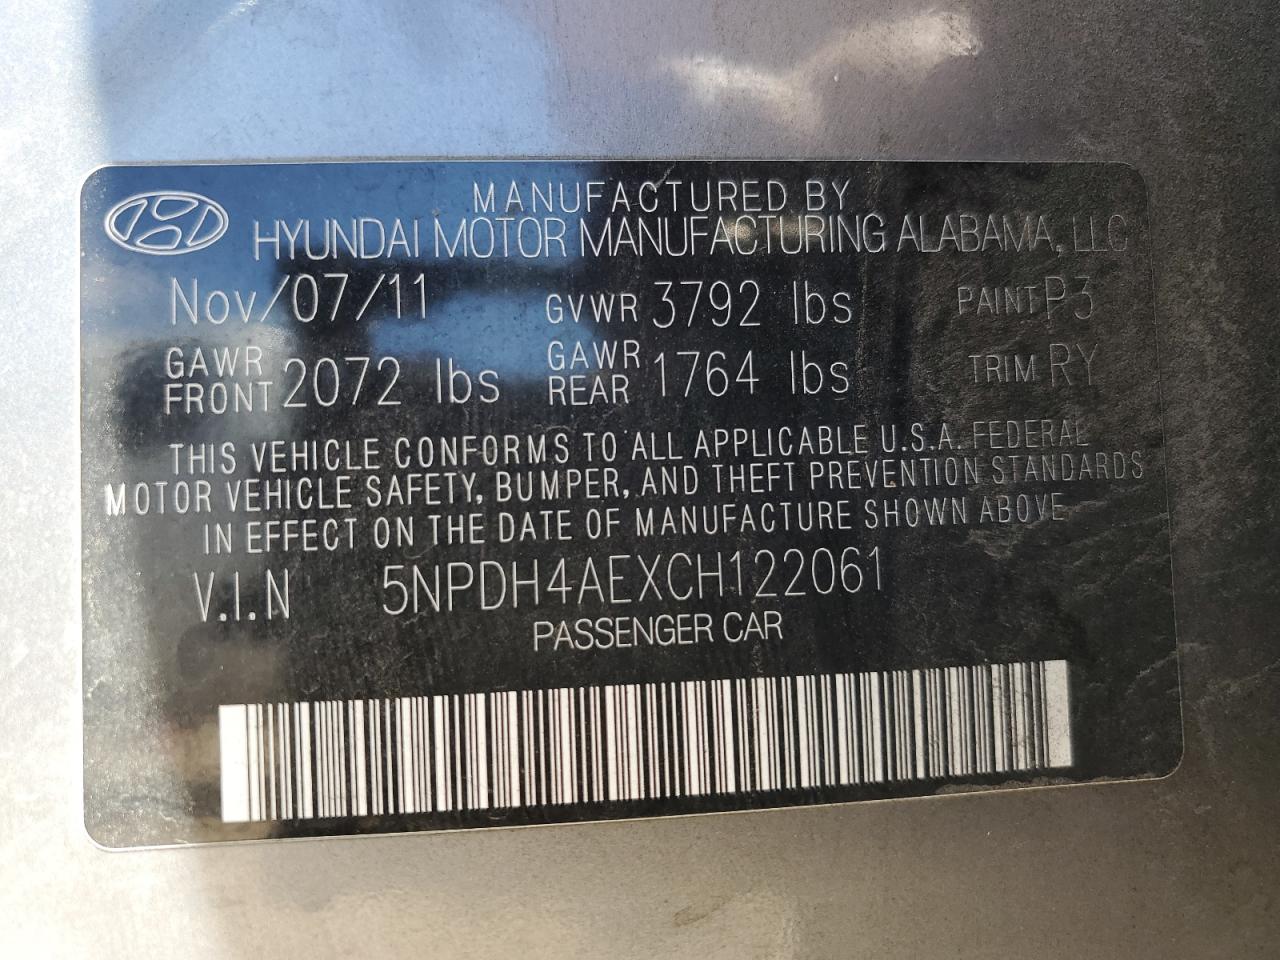 MANUFACTURED BY
HYUNDAI MOTOR MANUFACTURING ALABAMA, LLC
Nov/07/11 GVWR 3792 lbs PAINT P3
GAWR FRONT 2072 lbs GAWR REAR 1764 lbs TRIM RY
THIS VEHICLE CONFORMS TO ALL APPLICABLE U.S.A. FEDERAL
MOTOR VEHICLE SAFETY, BUMPER, AND THEFT PREVENTION STANDARDS
IN EFFECT ON THE DATE OF MANUFACTURE SHOWN ABOVE
V.I.N 5NPDH4AEXCH122061
PASSENGER CAR